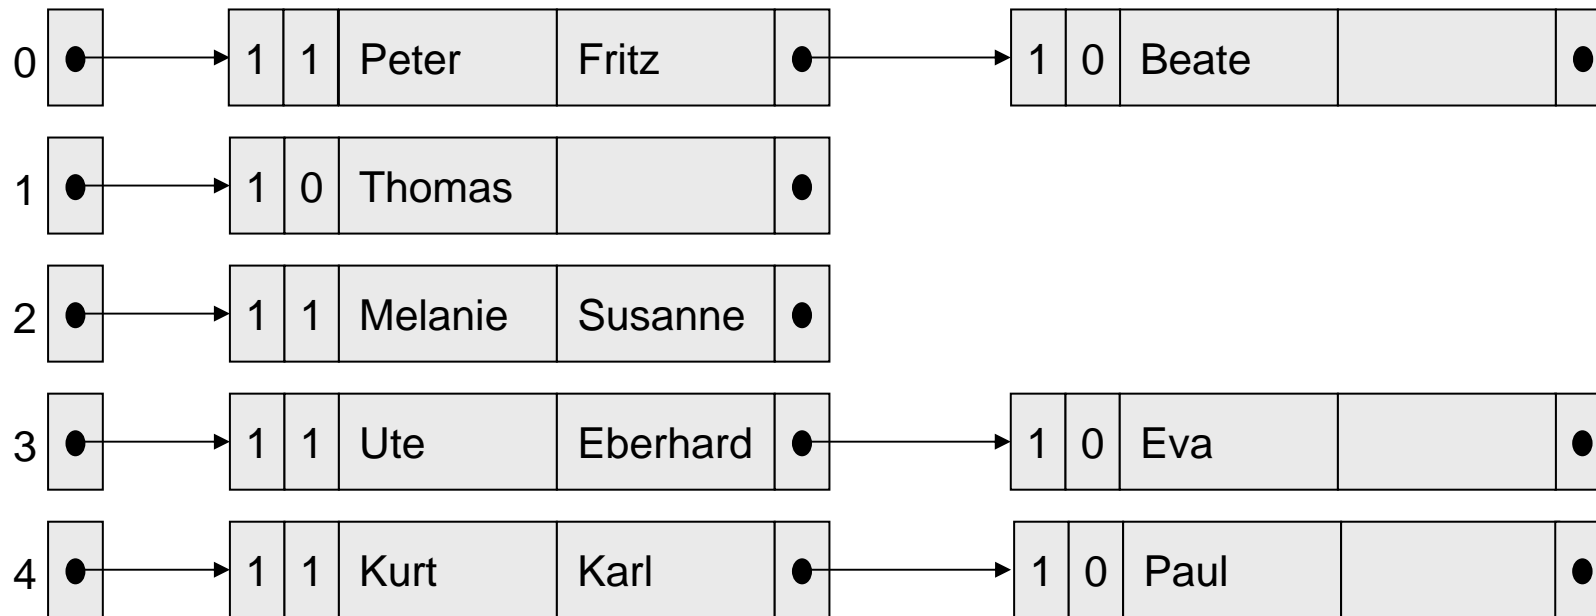 0 1 1 Peter Fritz 1 0 Beate
1 1 0 Thomas
2 1 1 Melanie Susanne
3 1 1 Ute Eberhard 1 0 Eva
4 1 1 Kurt Karl 1 0 Paul